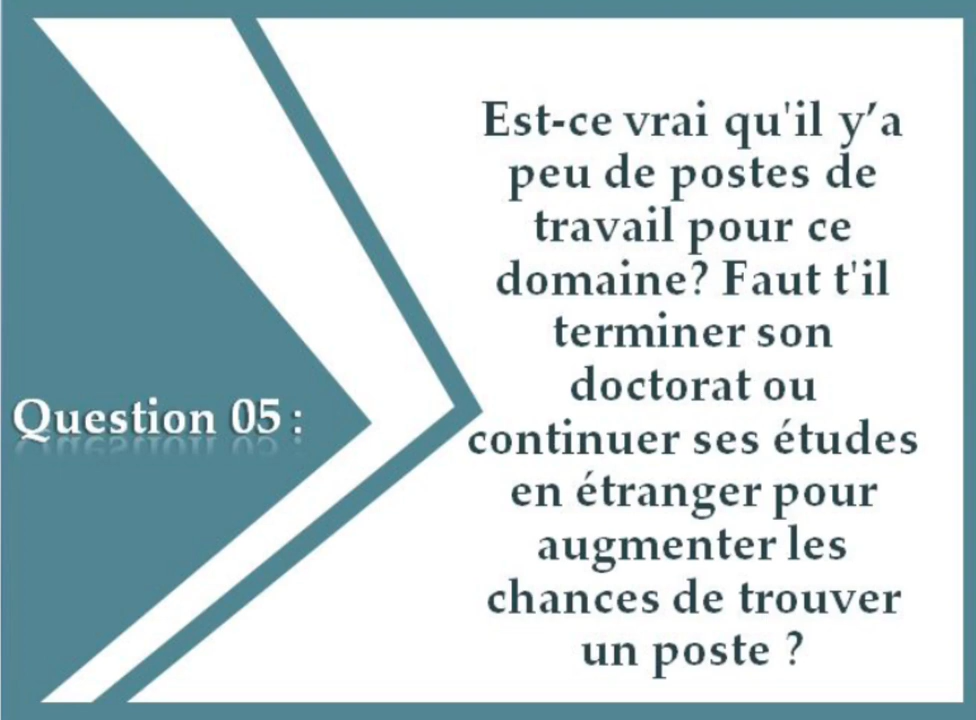 Question 05 :
Est-ce vrai qu'il y’a
peu de postes de
travail pour ce
domaine? Faut t'il
terminer son
doctorat ou
continuer ses études
en étranger pour
augmenter les
chances de trouver
un poste ?